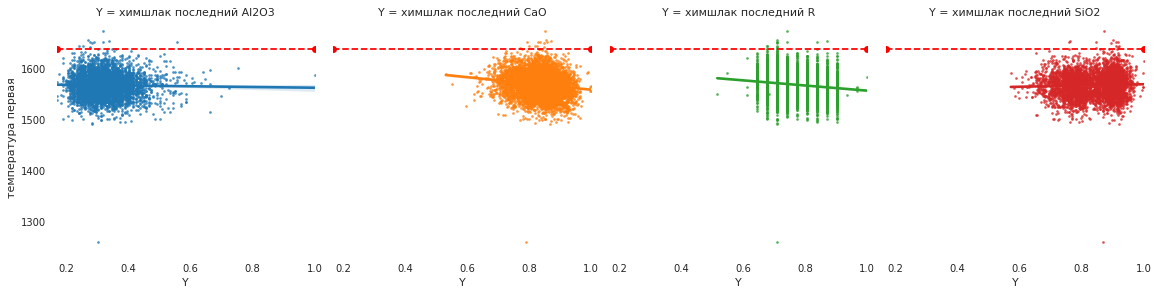 Y = химшлак последний Al2O3
Y = химшлак последний CaO
Y = химшлак последний R
Y = химшлак последний SiO2
температура первая
1600
1500
1400
1300
0.2 0.4 0.6 0.8 1.0
0.2 0.4 0.6 0.8 1.0
0.2 0.4 0.6 0.8 1.0
0.2 0.4 0.6 0.8 1.0
Y
Y
Y
Y